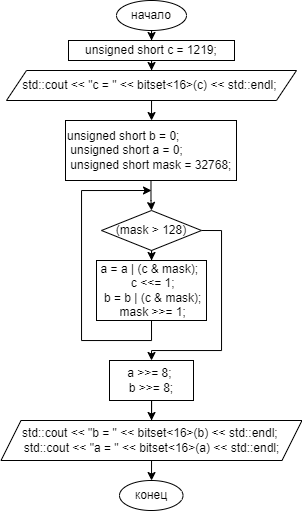 начало
unsigned short c = 1219;
std::cout << "c = " << bitset<16>(c) << std::endl;
unsigned short b = 0;
unsigned short a = 0;
unsigned short mask = 32768;
(mask > 128)
a = a | (c & mask);
c <<= 1;
b = b | (c & mask);
mask >>= 1;
a >>= 8;
b >>= 8;
std::cout << "b = " << bitset<16>(b) << std::endl;
std::cout << "a = " << bitset<16>(a) << std::endl;
конец